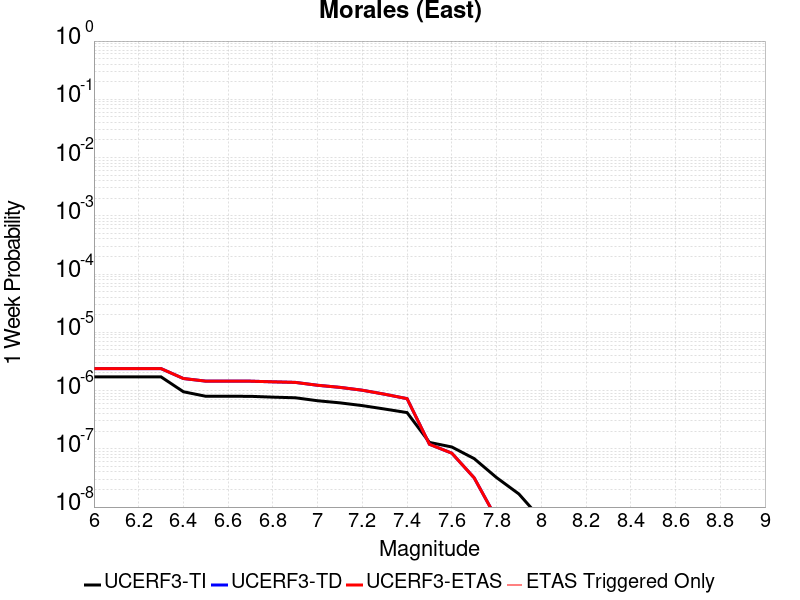 Morales (East)
10^0
10^-1
10^-2
10^-3
10^-4
10^-5
10^-6
10^-7
10^-8
1 Week Probability
6 6.2 6.4 6.6 6.8 7 7.2 7.4 7.6 7.8 8 8.2 8.4 8.6 8.8 9
Magnitude
UCERF3-TI UCERF3-TD UCERF3-ETAS ETAS Triggered Only